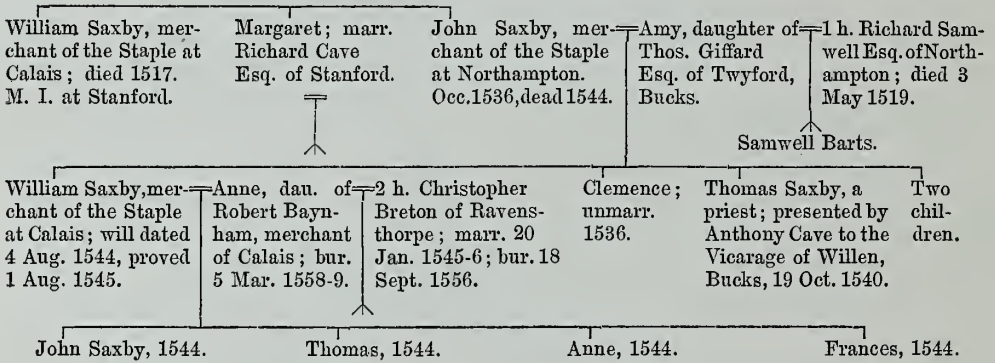 William Saxby, mer-
chant of the Staple at
Calais; died 1517.
M. I. at Stanford.
Margaret; marr.
Richard Cave
Esq. of Stanford.
John Saxby, mer-
chant of the Staple
at Northampton.
Occ.1536,dead 1544.
Amy, daughter of
Thos. Giffard
Esq. of Twyford,
Bucks.
1 h. Richard Sam-
well Esq. of North-
ampton; died 3
May 1519.
Samwell Barts.
William Saxby, mer-
chant of the Staple
at Calais; will dated
4 Aug. 1544, proved
1 Aug. 1545.
Anne, dau. of
Robert Bayn-
ham, merchant
of Calais; bur.
5 Mar. 1558-9.
2 h. Christopher
Breton of Ravens-
thorpe; marr. 20
Jan. 1545-6; bur. 18
Sept. 1556.
Clemence;
unmarr.
1536.
Thomas Saxby, a
priest; presented by
Anthony Cave to the
Vicarage of Willen,
Bucks, 19 Oct. 1540.
Two
chil-
dren.
John Saxby, 1544.
Thomas, 1544.
Anne, 1544.
Frances, 1544.